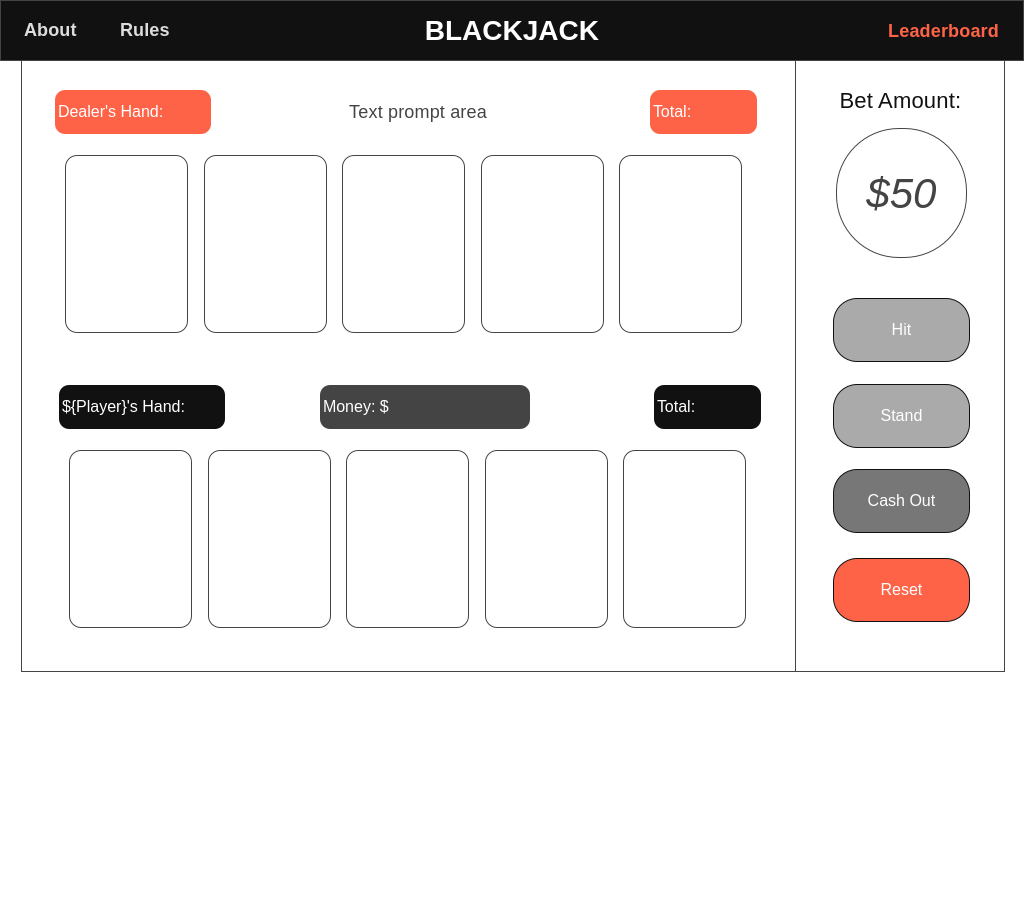 About
Rules
BLACKJACK
Leaderboard
Dealer's Hand:
Text prompt area
Total:
Bet Amount:
$50
Hit
Stand
${Player}'s Hand:
Money: $
Total:
Cash Out
Reset